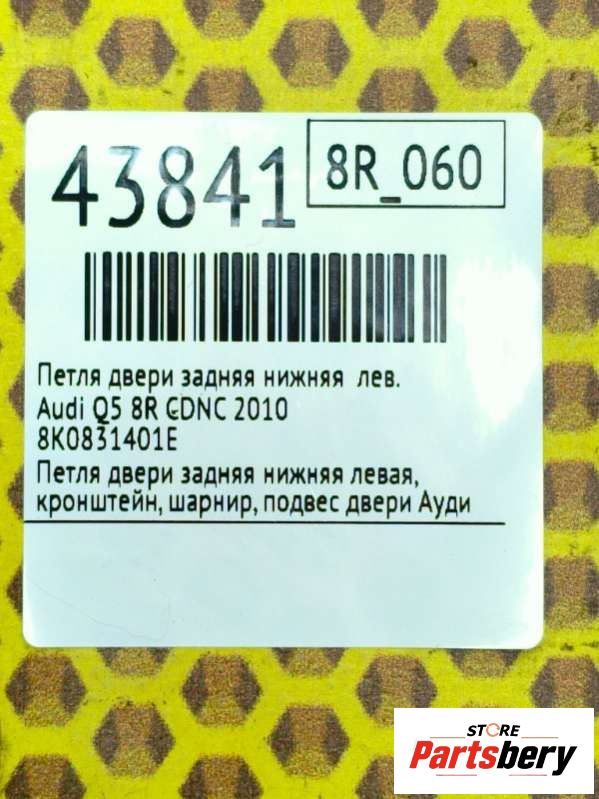 43841
8R_060
Петля двери задняя нижняя лев.
Audi Q5 8R CDNC 2010
8K0831401E
Петля двери задняя нижняя левая,
кронштейн, шарнир, подвес двери Ауди
STORE
Partsbery